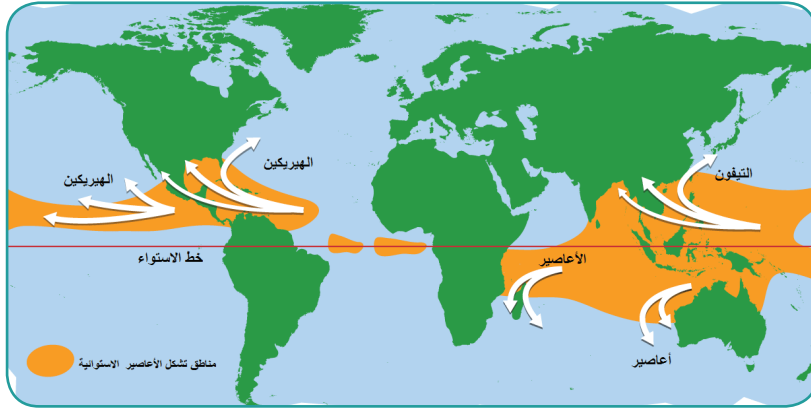 الهيريكين
الهيريكين
التيفون
خط الاستواء
الأعاصير
أعاصير
مناطق تشكل الأعاصير الاستوائية